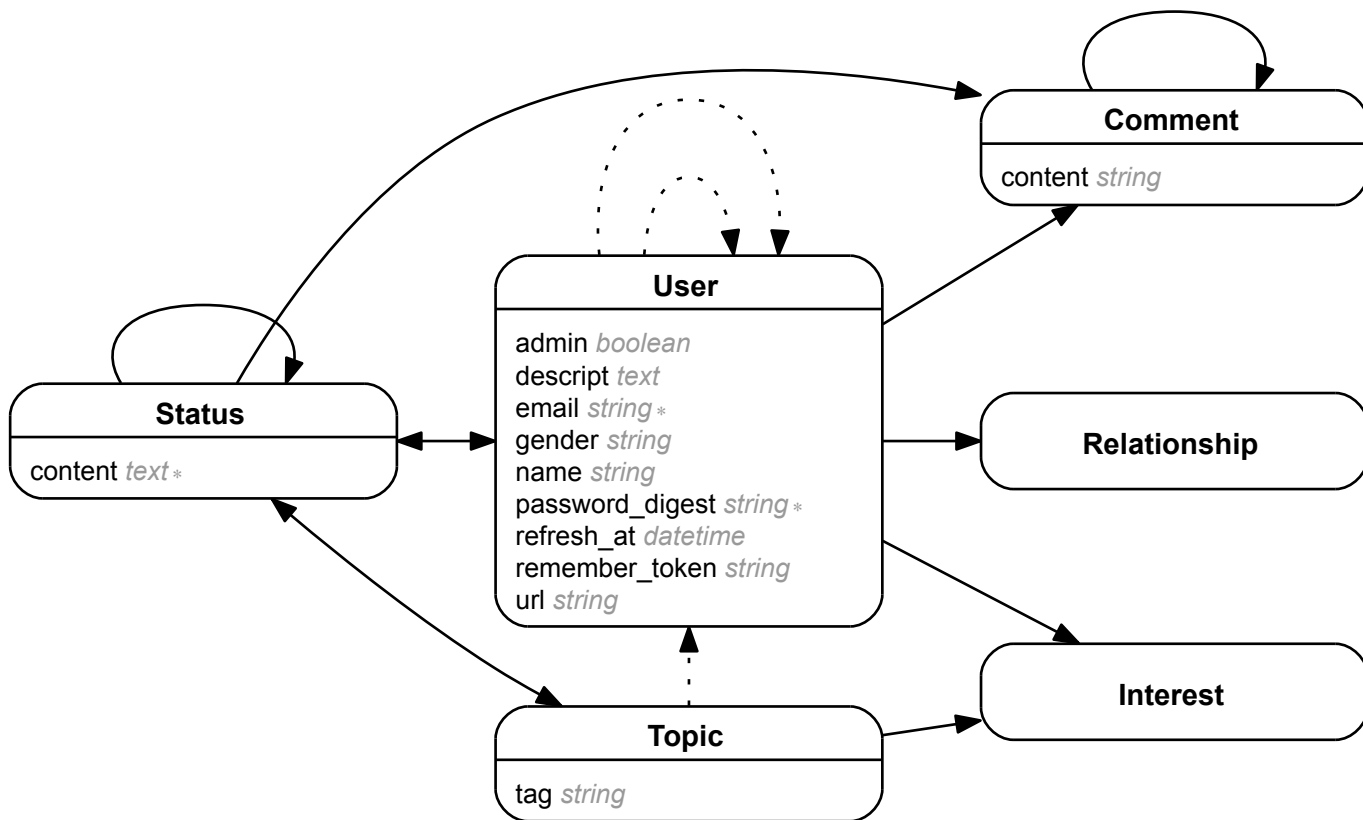 Comment
content string
User
admin boolean
descript text
email string *
gender string
name string
password_digest string *
refresh_at datetime
remember_token string
url string
Status
content text *
Relationship
Interest
Topic
tag string